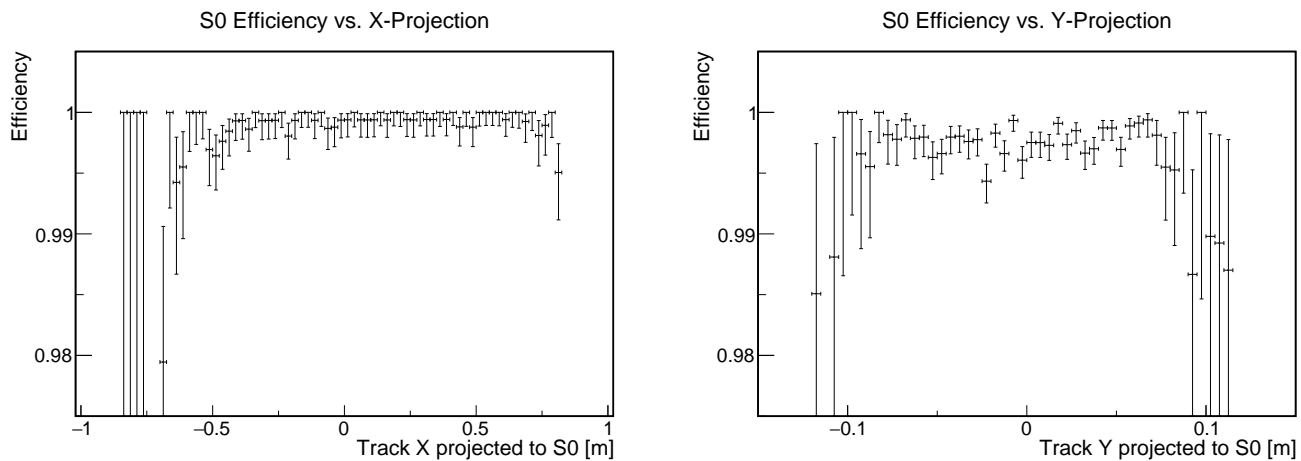 S0 Efficiency vs. X-Projection
Efficiency
1
0.99
0.98
−1 −0.5 0 0.5 1
Track X projected to S0 [m]
S0 Efficiency vs. Y-Projection
Efficiency
1
0.99
0.98
−0.1 0 0.1
Track Y projected to S0 [m]